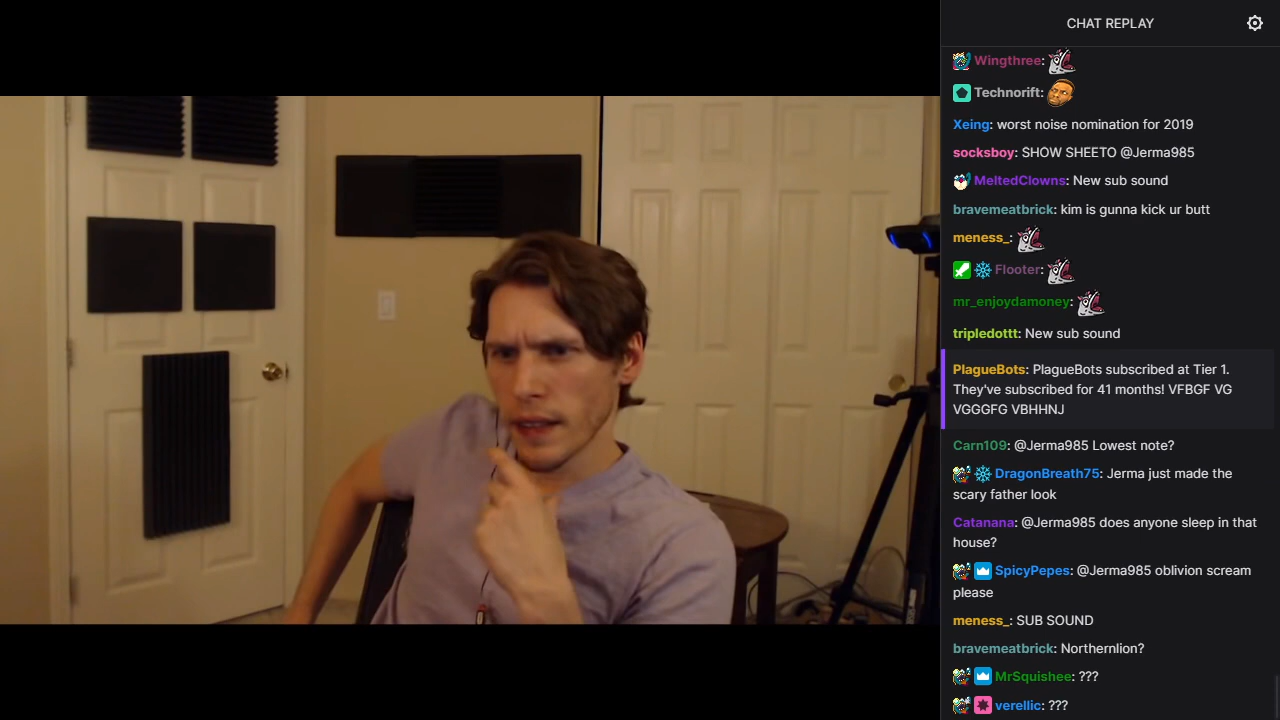 CHAT REPLAY
Wingthree:
Technorift:
Xeing: worst noise nomination for 2019
socksboy: SHOW SHEETO @Jerma985
MeltedClowns: New sub sound
bravemeatbrick: kim is gunna kick ur butt
meness_:
Flooter:
mr_enjoydamoney:
tripledottt: New sub sound
PlagueBots: PlagueBots subscribed at Tier 1.
They've subscribed for 41 months! VFBGF VG
VGGGFG VBHHNJ
Carn109: @Jerma985 Lowest note?
DragonBreath75: Jerma just made the
scary father look
Catanana: @Jerma985 does anyone sleep in that
house?
SpicyPepes: @Jerma985 oblivion scream
please
meness_: SUB SOUND
bravemeatbrick: Northernlion?
MrSquishee: ???
verellic: ???